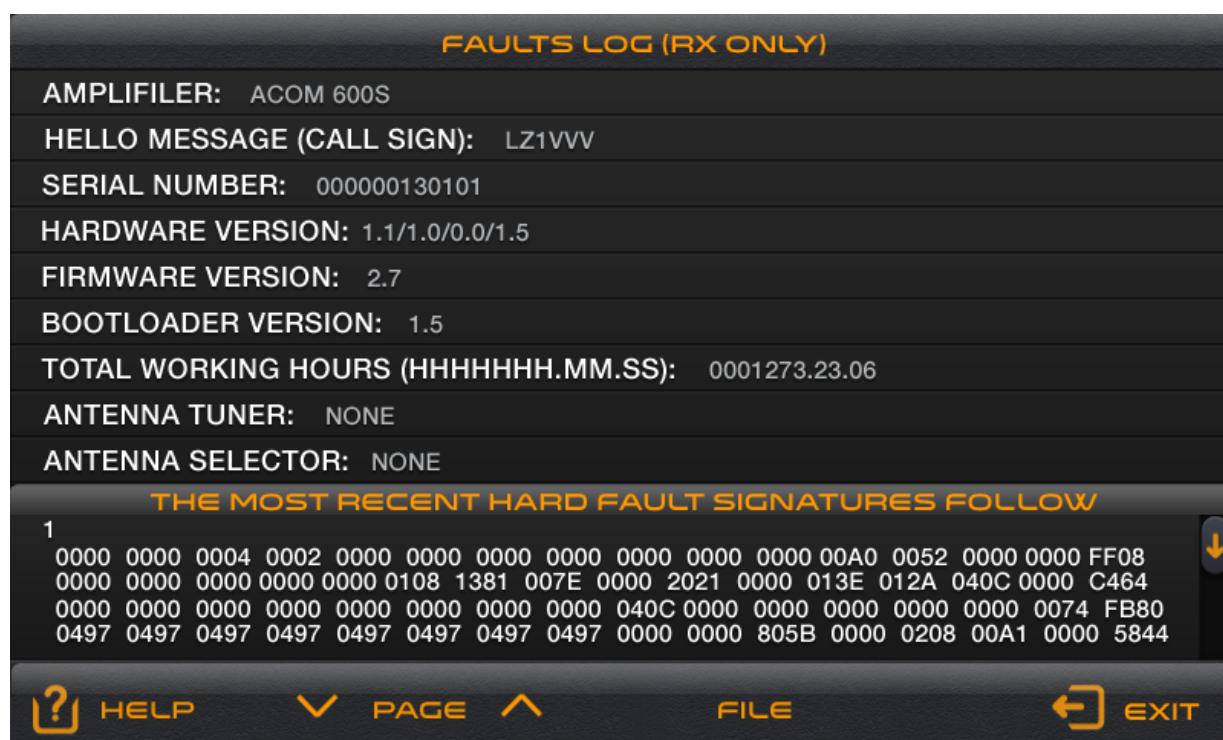 FAULTS LOG (RX ONLY)
AMPLIFILER: ACOM 600S
HELLO MESSAGE (CALL SIGN): LZ1VVV
SERIAL NUMBER: 000000130101
HARDWARE VERSION: 1.1/1.0/0.0/1.5
FIRMWARE VERSION: 2.7
BOOTLOADER VERSION: 1.5
TOTAL WORKING HOURS (HHHHHHH.MM.SS): 0001273.23.06
ANTENNA TUNER: NONE
ANTENNA SELECTOR: NONE
THE MOST RECENT HARD FAULT SIGNATURES FOLLOW
1
0000 0000 0004 0002 0000 0000 0000 0000 0000 0000 0000 00A0 0052 0000 0000 FF08
0000 0000 0000 0000 0000 0108 1381 007E 0000 2021 0000 013E 012A 040C 0000 C464
0000 0000 0000 0000 0000 0000 0000 0000 040C 0000 0000 0000 0000 0000 0074 FB80
0497 0497 0497 0497 0497 0497 0497 0497 0000 0000 805B 0000 0208 00A1 0000 5844
? HELP PAGE FILE EXIT